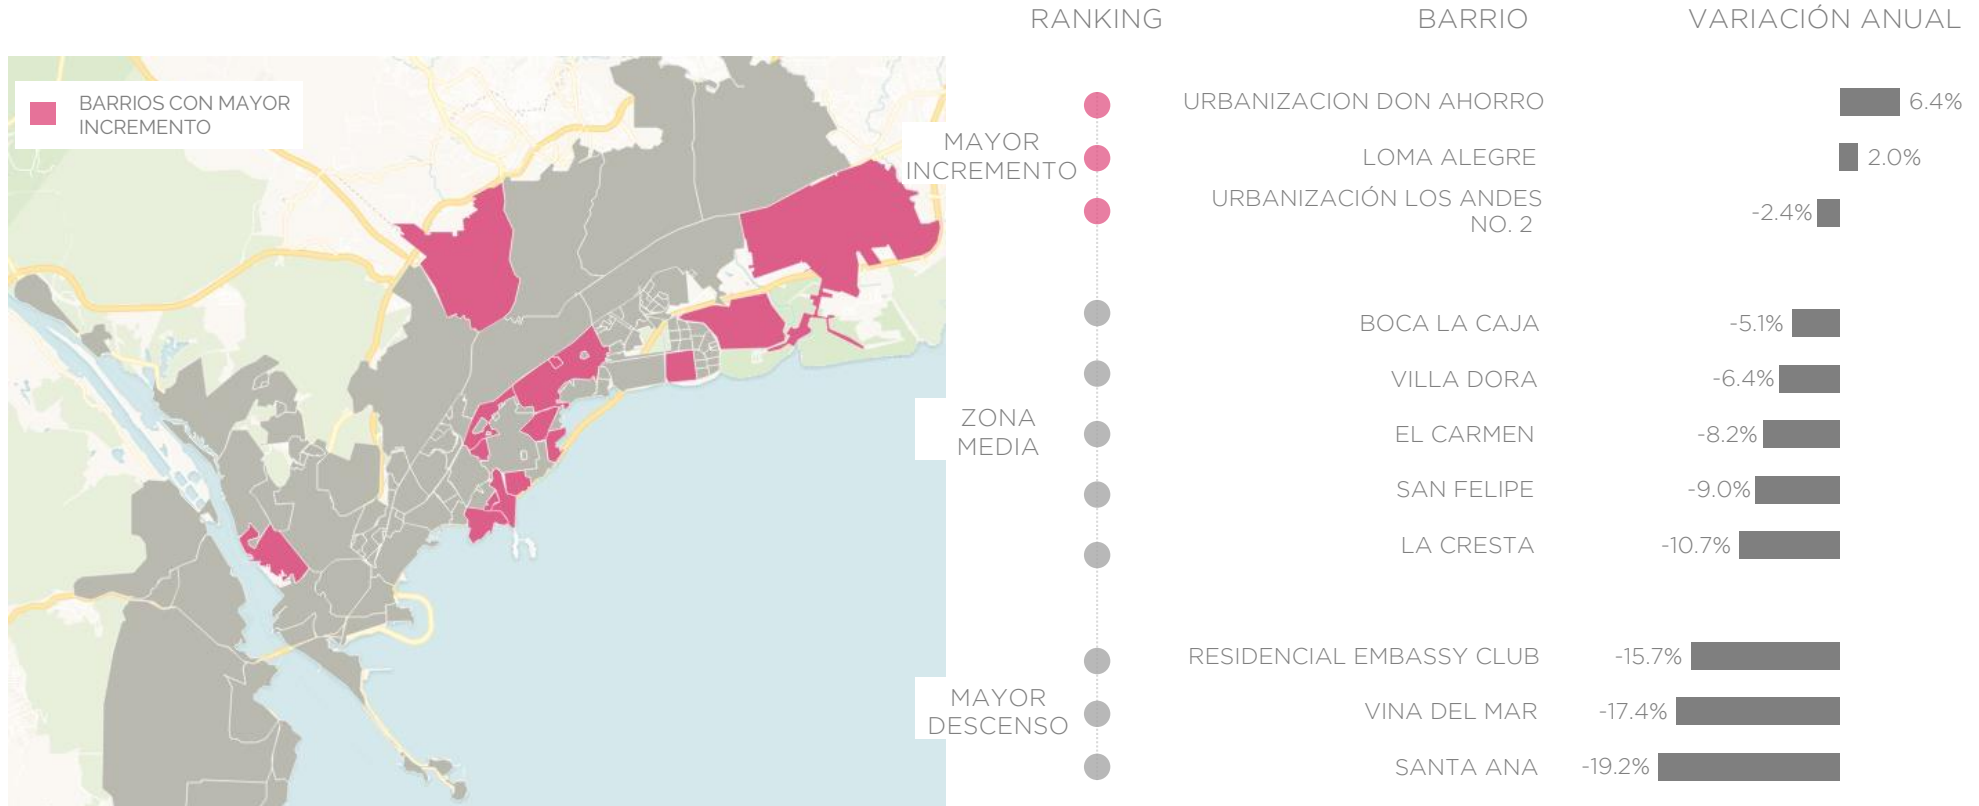 RANKING
BARRIO
VARIACIÓN ANUAL
BARRIOS CON MAYOR
INCREMENTO
MAYOR
INCREMENTO
URBANIZACION DON AHORRO
6.4%
LOMA ALEGRE
2.0%
URBANIZACIÓN LOS ANDES
NO. 2
-2.4%
ZONA
MEDIA
BOCA LA CAJA
-5.1%
VILLA DORA
-6.4%
EL CARMEN
-8.2%
SAN FELIPE
-9.0%
LA CRESTA
-10.7%
MAYOR
DESCENSO
RESIDENCIAL EMBASSY CLUB
-15.7%
VINA DEL MAR
-17.4%
SANTA ANA
-19.2%